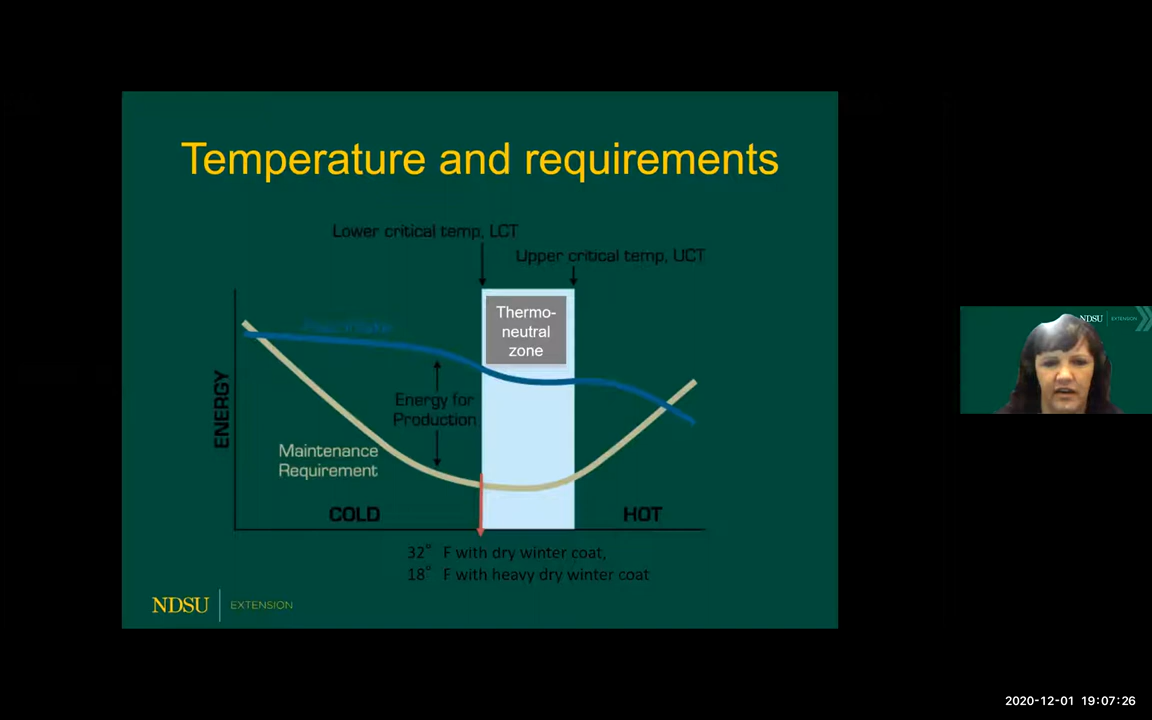 Temperature and requirements
Lower critical temp, LCT
Upper critical temp, UCT
Thermo-
neutral
zone
ENERGY
Energy for
Production
Maintenance
Requirement
COLD
HOT
32° F with dry winter coat,
18° F with heavy dry winter coat
NDSU EXTENSION
NDSU EXTENSION
2020-12-01 19:07:26